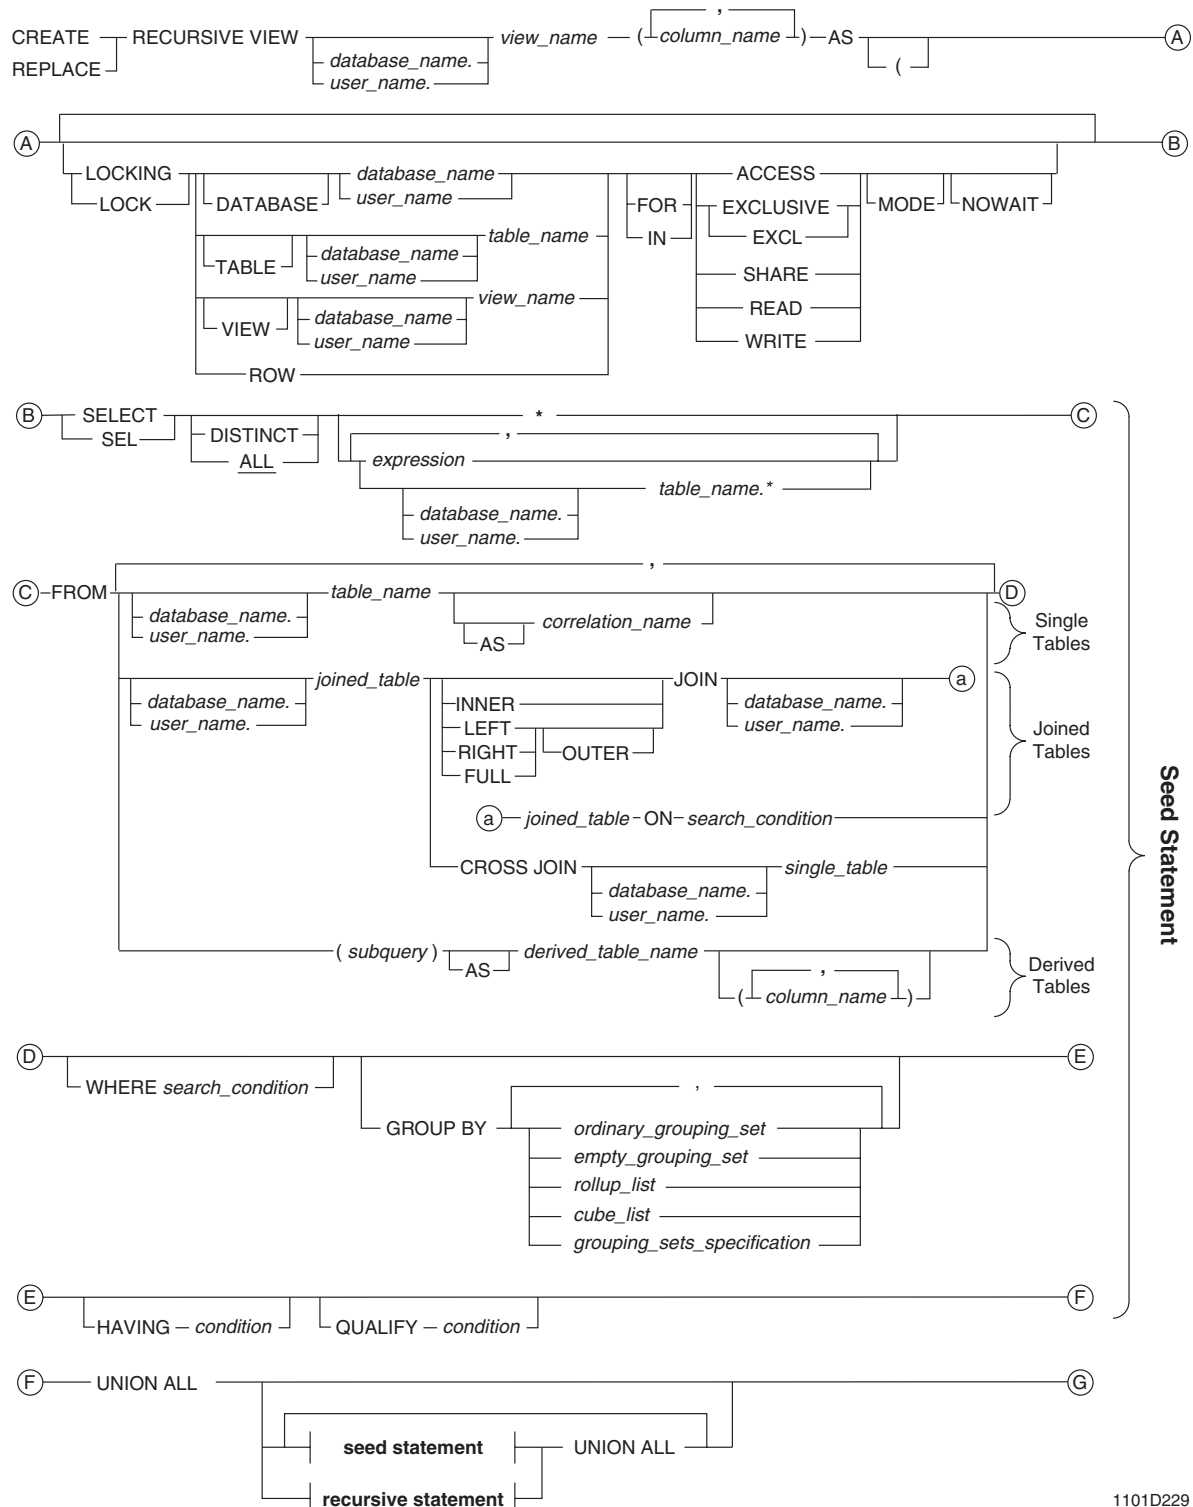 CREATE RECURSIVE VIEW view_name ( column_name , ) AS A
REPLACE database_name. (
user_name.
A B
LOCKING database_name ACCESS
LOCK DATABASE user_name FOR EXCLUSIVE MODE NOWAIT
IN EXCL
table_name
TABLE database_name
user_name SHARE
view_name
VIEW database_name READ
user_name WRITE
ROW
B SELECT * C
SEL DISTINCT ,
ALL expression
table_name.*
database_name.
user_name.
,
C FROM table_name D
database_name. correlation_name
user_name. AS
Single
Tables
joined_table JOIN a
database_name. INNER database_name.
user_name. LEFT user_name.
RIGHT OUTER
FULL
Joined
Tables
a joined_table ON search_condition
CROSS JOIN single_table
database_name.
user_name.
( subquery ) derived_table_name
AS ,
( column_name )
Derived
Tables
Seed Statement
D E
WHERE search_condition
,
GROUP BY ordinary_grouping_set
empty_grouping_set
rollup_list
cube_list
grouping_sets_specification
E F
HAVING condition QUALIFY condition
F UNION ALL G
seed statement UNION ALL
recursive statement
1101D229